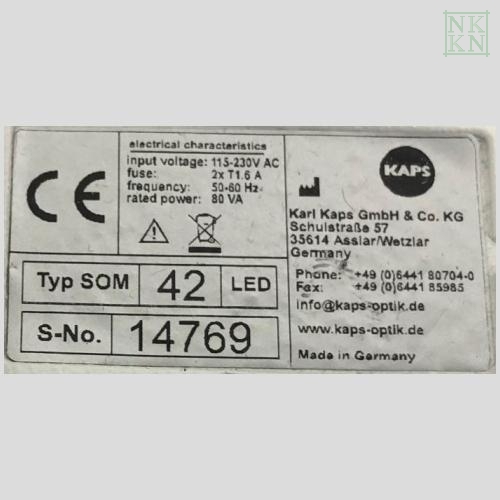 NK
KN
CE
electrical characteristics
input voltage: 115-230V AC
fuse: 2x T1.6 A
frequency: 50-60 Hz
rated power: 80 VA
KAPS
Karl Kaps GmbH & Co. KG
Schulstraße 57
35614 Asslar/Wetzlar
Germany
Phone: +49 (0)6441 80704-0
Fax: +49 (0)6441 85985
info@kaps-optik.de
www.kaps-optik.de
Made in Germany
Typ SOM 42 LED
S-No. 14769